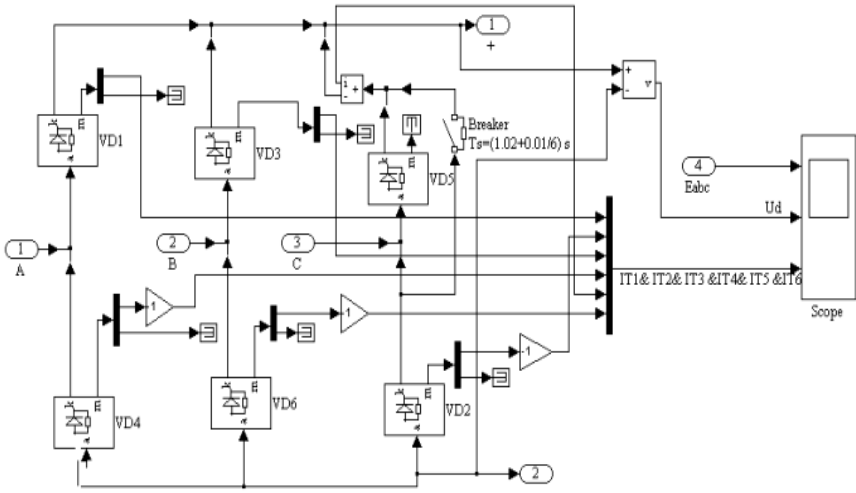 1
+
m
k
a
VD1
m
k
a
VD3
i
+
-
m
k
a
VD5
Breaker
Ts=(1.02+0.01/6) s
+
-
v
4
Eabc
Ud
1
A
2
B
3
C
IT1& IT2& IT3 &IT4& IT5 &IT6
Scope
-1
-1
-1
m
k
a
VD4
m
k
a
VD6
m
k
a
VD2
2